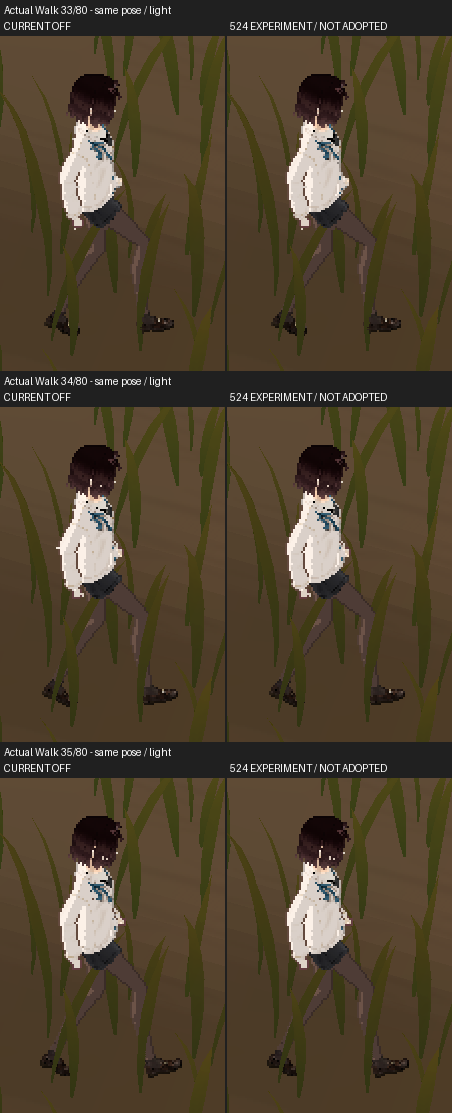 Actual Walk 33/80 - same pose / light
CURRENT OFF
524 EXPERIMENT / NOT ADOPTED
Actual Walk 34/80 - same pose / light
CURRENT OFF
524 EXPERIMENT / NOT ADOPTED
Actual Walk 35/80 - same pose / light
CURRENT OFF
524 EXPERIMENT / NOT ADOPTED